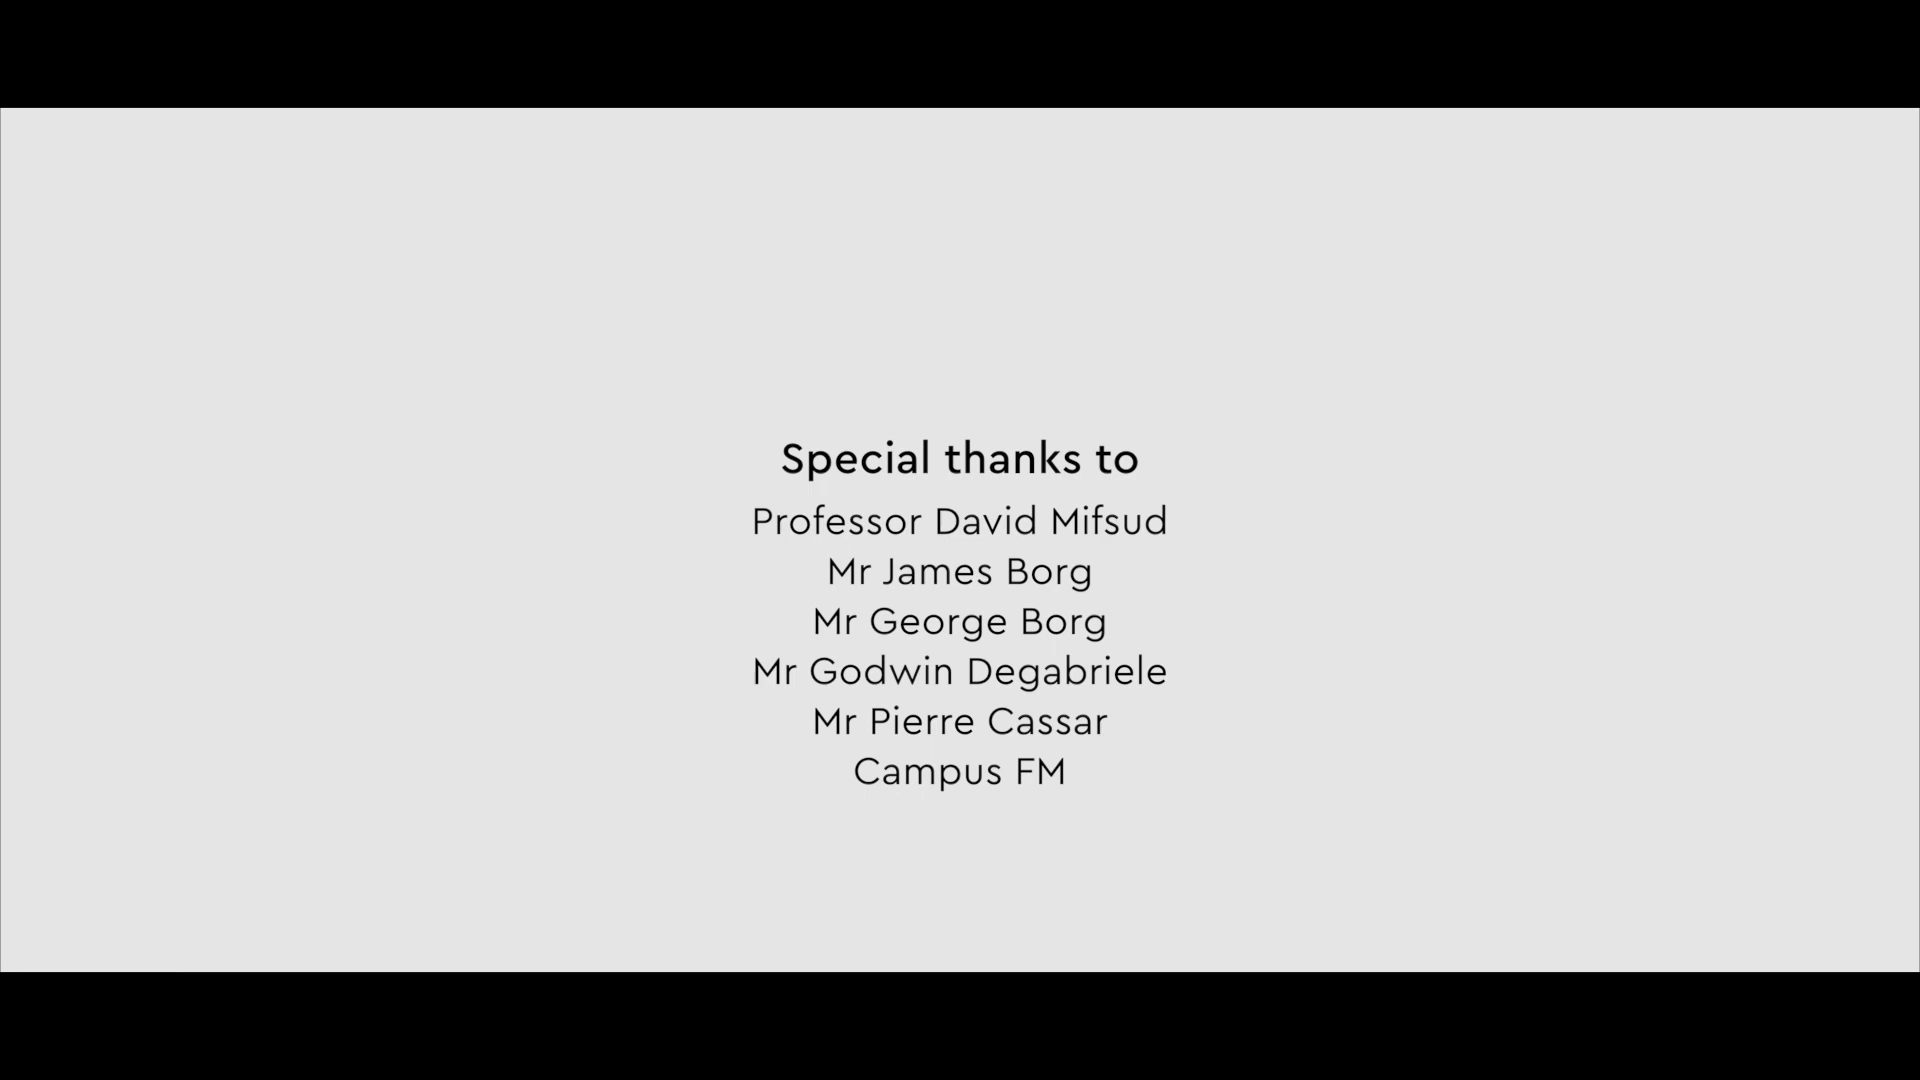 Special thanks to
Professor David Mifsud
Mr James Borg
Mr George Borg
Mr Godwin Degabriele
Mr Pierre Cassar
Campus FM